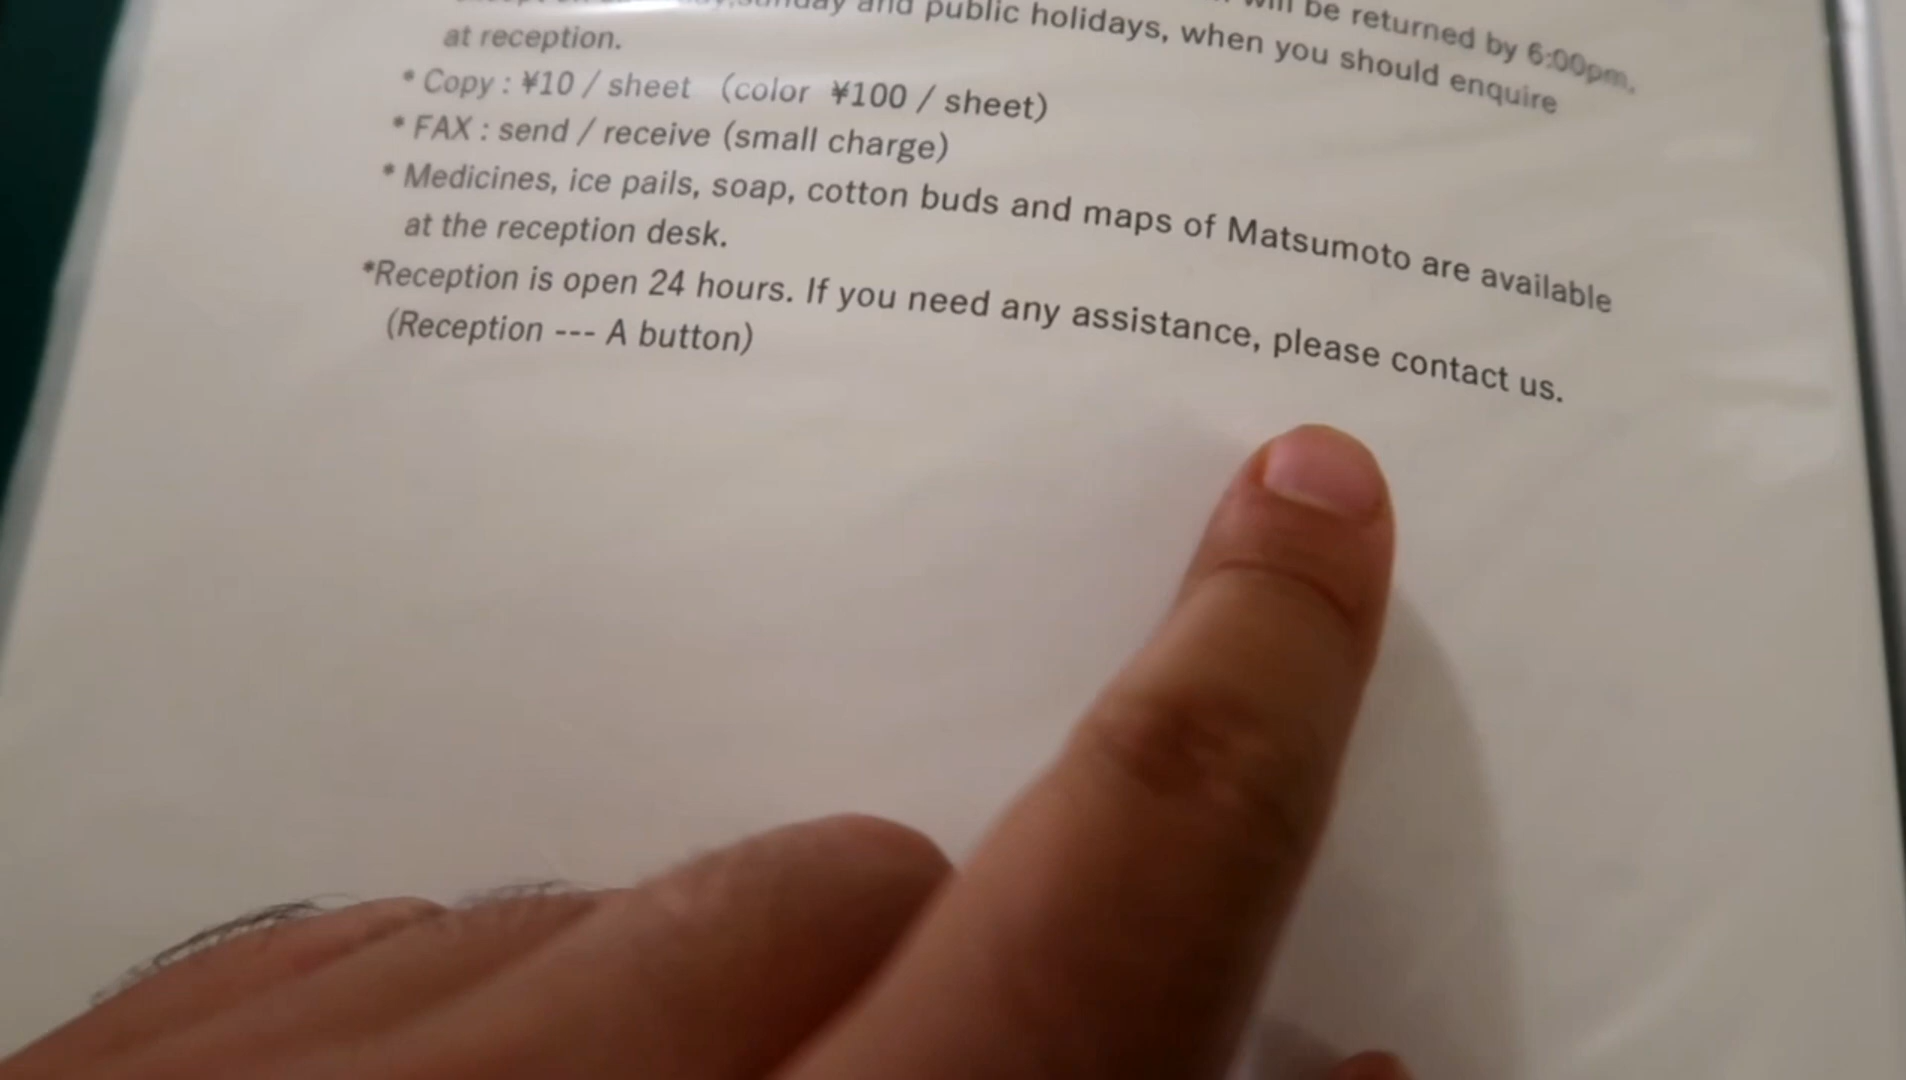 will be returned by 6:00pm.
and public holidays, when you should enquire
at reception.
* Copy : ¥10 / sheet (color ¥100 / sheet)
* FAX : send / receive (small charge)
* Medicines, ice pails, soap, cotton buds and maps of Matsumoto are available
at the reception desk.
*Reception is open 24 hours. If you need any assistance, please contact us.
(Reception --- A button)